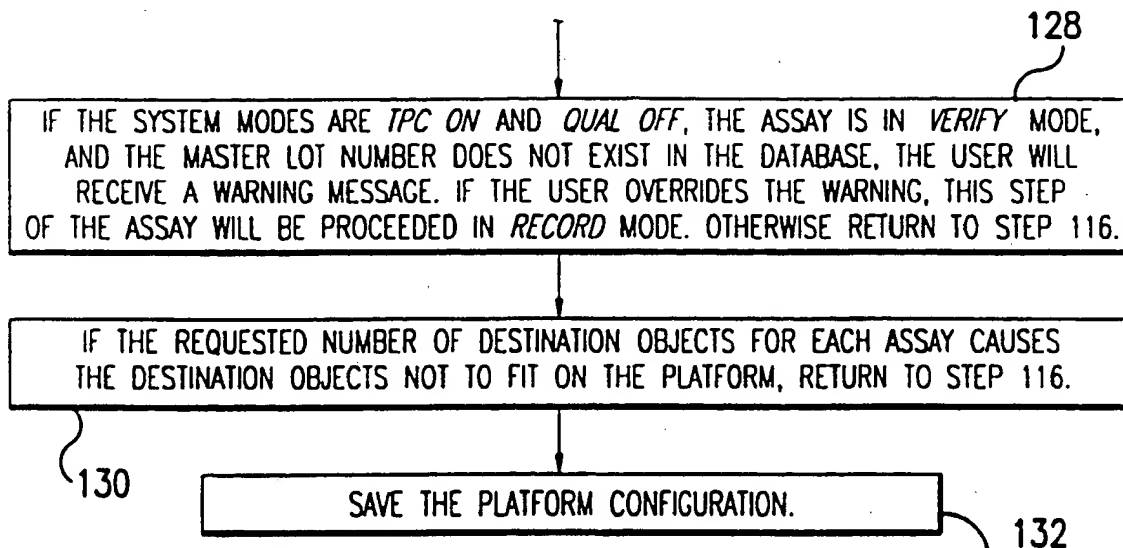 128
IF THE SYSTEM MODES ARE TPC ON AND QUAL OFF, THE ASSAY IS IN VERIFY MODE,
AND THE MASTER LOT NUMBER DOES NOT EXIST IN THE DATABASE, THE USER WILL
RECEIVE A WARNING MESSAGE. IF THE USER OVERRIDES THE WARNING, THIS STEP
OF THE ASSAY WILL BE PROCEEDED IN RECORD MODE. OTHERWISE RETURN TO STEP 116.
IF THE REQUESTED NUMBER OF DESTINATION OBJECTS FOR EACH ASSAY CAUSES
THE DESTINATION OBJECTS NOT TO FIT ON THE PLATFORM, RETURN TO STEP 116.
130
SAVE THE PLATFORM CONFIGURATION.
132